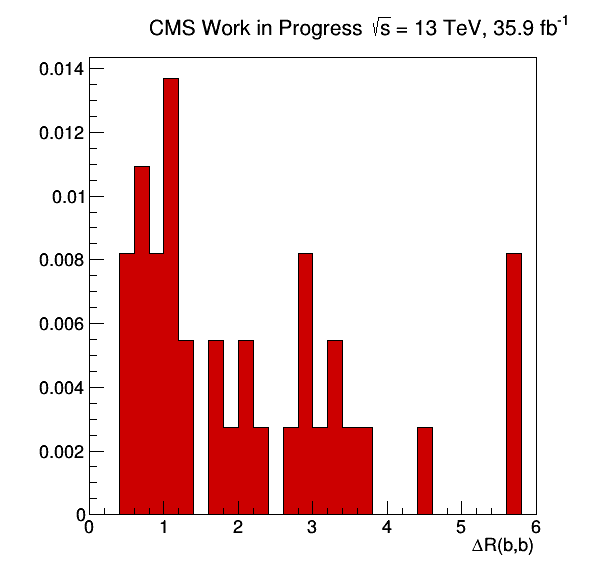 CMS Work in Progress √s = 13 TeV, 35.9 fb⁻¹
0.014
0.012
0.01
0.008
0.006
0.004
0.002
0
0 1 2 3 4 5 6
ΔR(b,b)